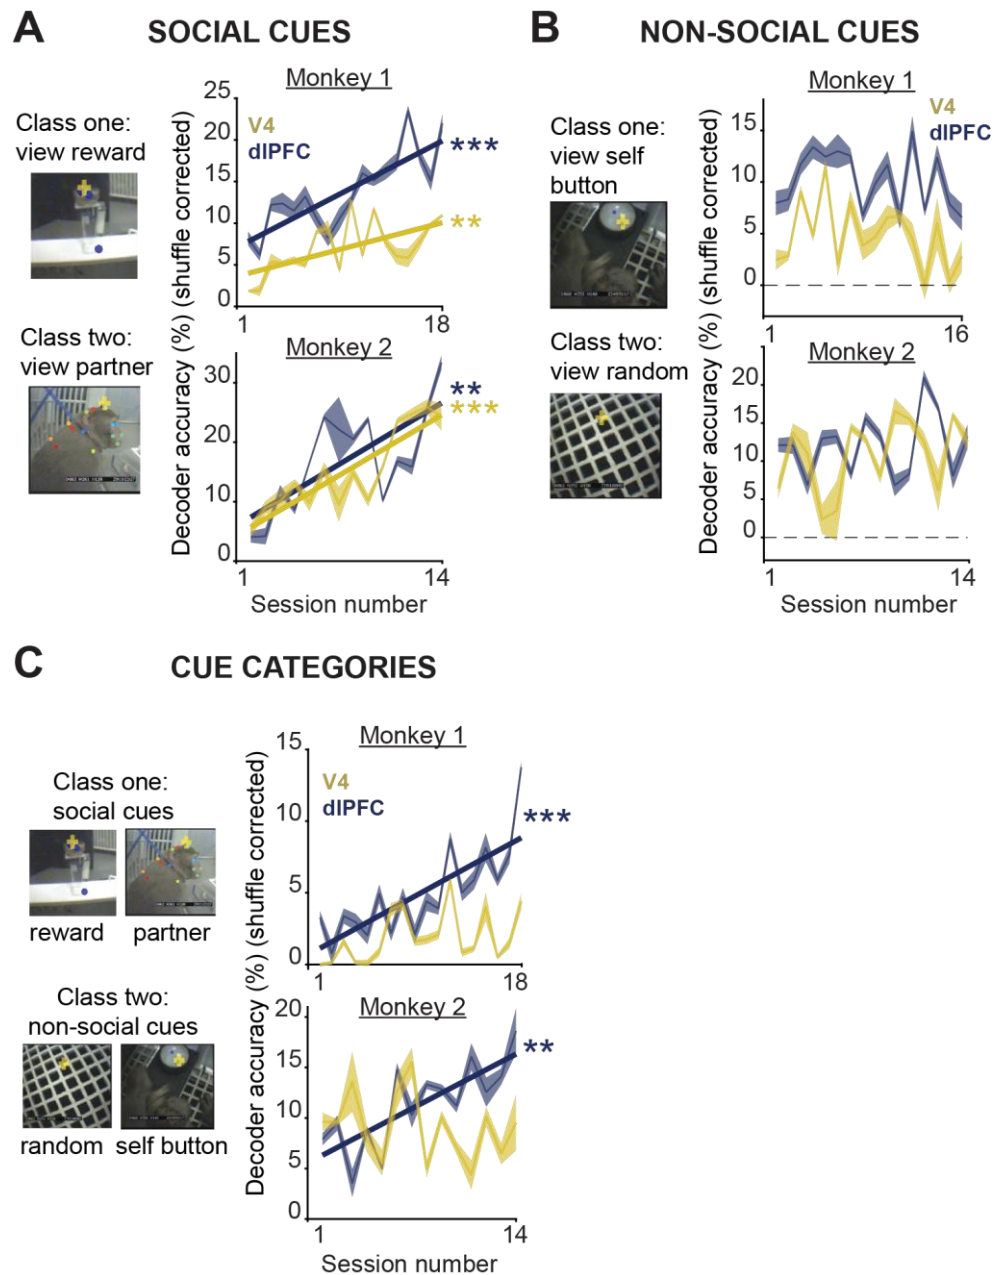 A
SOCIAL CUES
Class one:
view reward
Class two:
view partner
Decoder accuracy (%) (shuffle corrected)
Monkey 1
25
20
15
10
5
0
V4
dlPFC
***
**
1
18
Monkey 2
30
20
10
0
**
***
1
14
Session number
B
NON-SOCIAL CUES
Class one:
view self
button
Class two:
view random
Decoder accuracy (%) (shuffle corrected)
Monkey 1
V4
dlPFC
15
10
5
0
1
16
Monkey 2
20
15
10
5
0
1
14
Session number
C
CUE CATEGORIES
Class one:
social cues
reward
partner
Class two:
non-social cues
random
self button
Decoder accuracy (%) (shuffle corrected)
Monkey 1
15
10
5
0
V4
dlPFC
***
1
18
Monkey 2
20
15
10
5
0
**
1
14
Session number